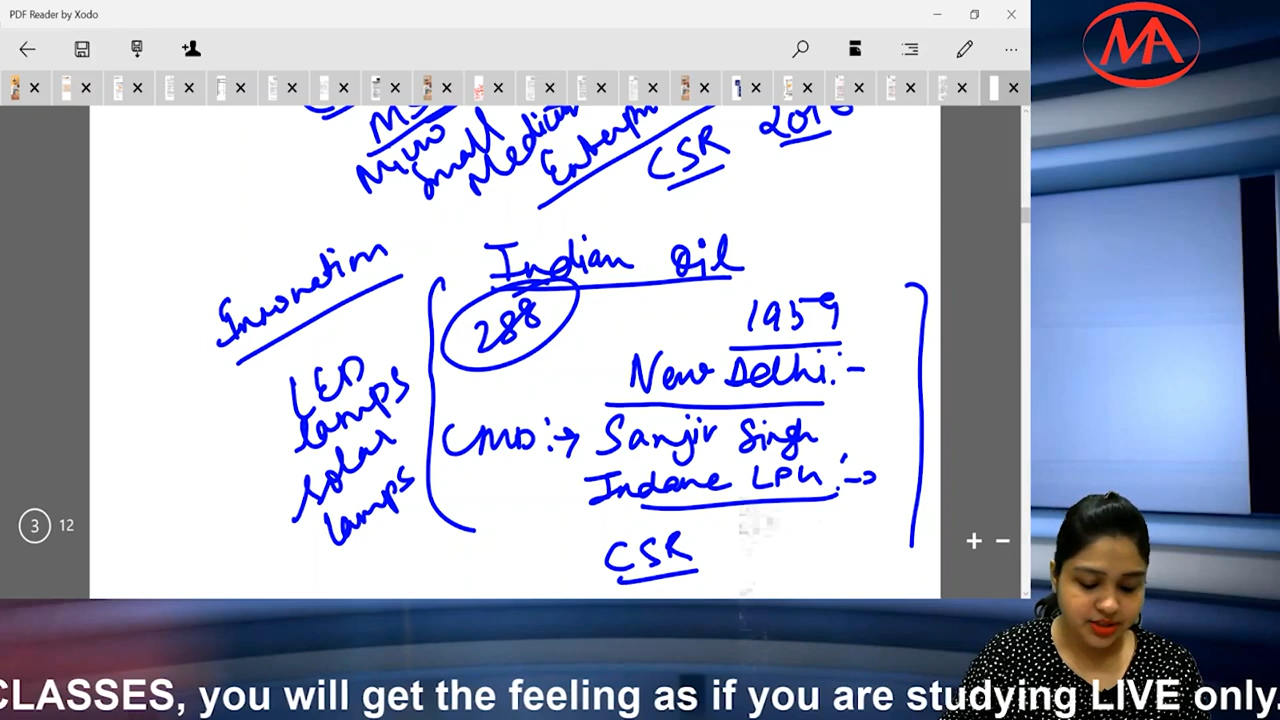 PDF Reader by Xodo
MA
Micro
Small
Medium
Enterp
CSR
Innovation
Indian Oil
288
1959
New Delhi :-
LED
lamps
solar
lamps
CMD :→ Sanjiv Singh
Indane LPG :→
CSR
3 12
CLASSES, you will get the feeling as if you are studying LIVE only.